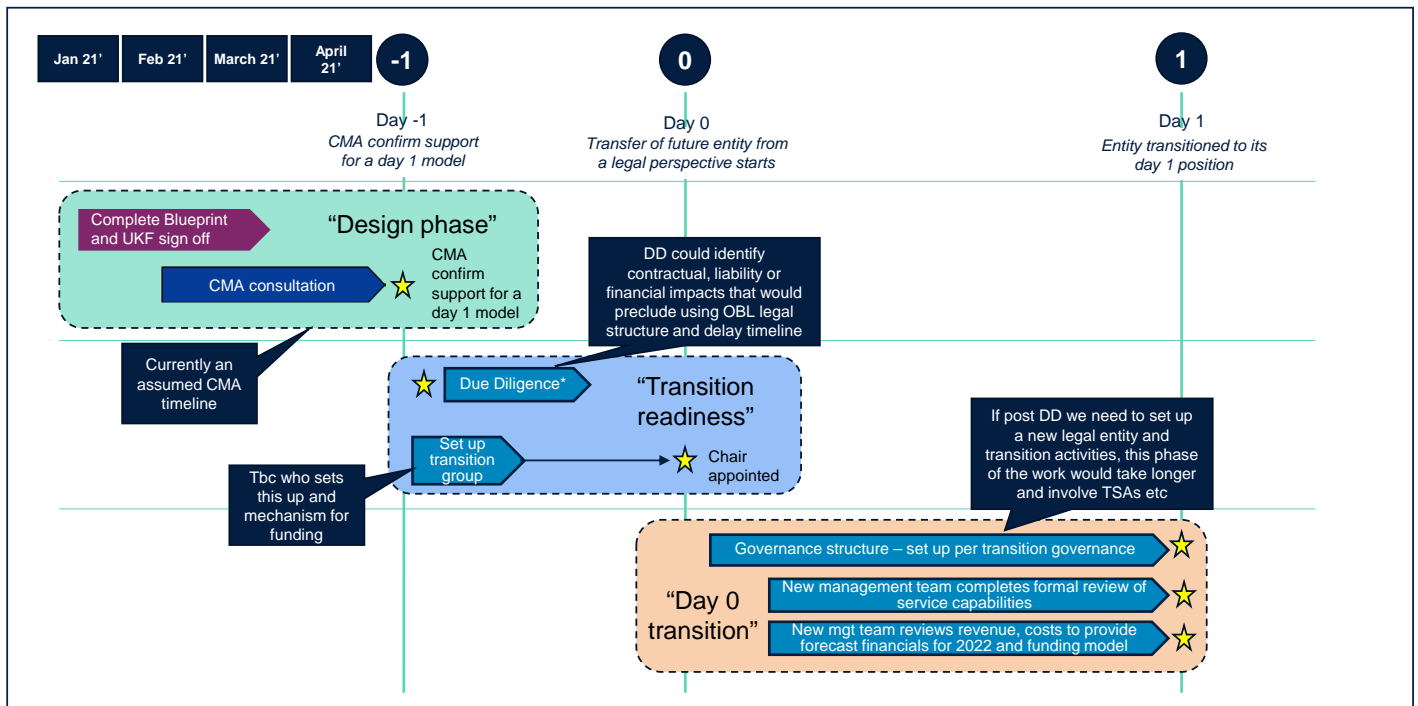 Jan 21’
Feb 21’
March 21’
April
21’
-1
0
1
Day -1
CMA confirm support
for a day 1 model
Day 0
Transfer of future entity from
a legal perspective starts
Day 1
Entity transitioned to its
day 1 position
Complete Blueprint
and UKF sign off
“Design phase”
CMA consultation
CMA
confirm
support for a
day 1 model
DD could identify
contractual, liability or
financial impacts that would
preclude using OBL legal
structure and delay timeline
Currently an
assumed CMA
timeline
Due Diligence*
“Transition
readiness”
Set up
transition
group
Chair
appointed
Tbc who sets
this up and
mechanism for
funding
If post DD we need to set up
a new legal entity and
transition activities, this phase
of the work would take longer
and involve TSAs etc
Governance structure – set up per transition governance
“Day 0
transition”
New management team completes formal review of
service capabilities
New mgt team reviews revenue, costs to provide
forecast financials for 2022 and funding model